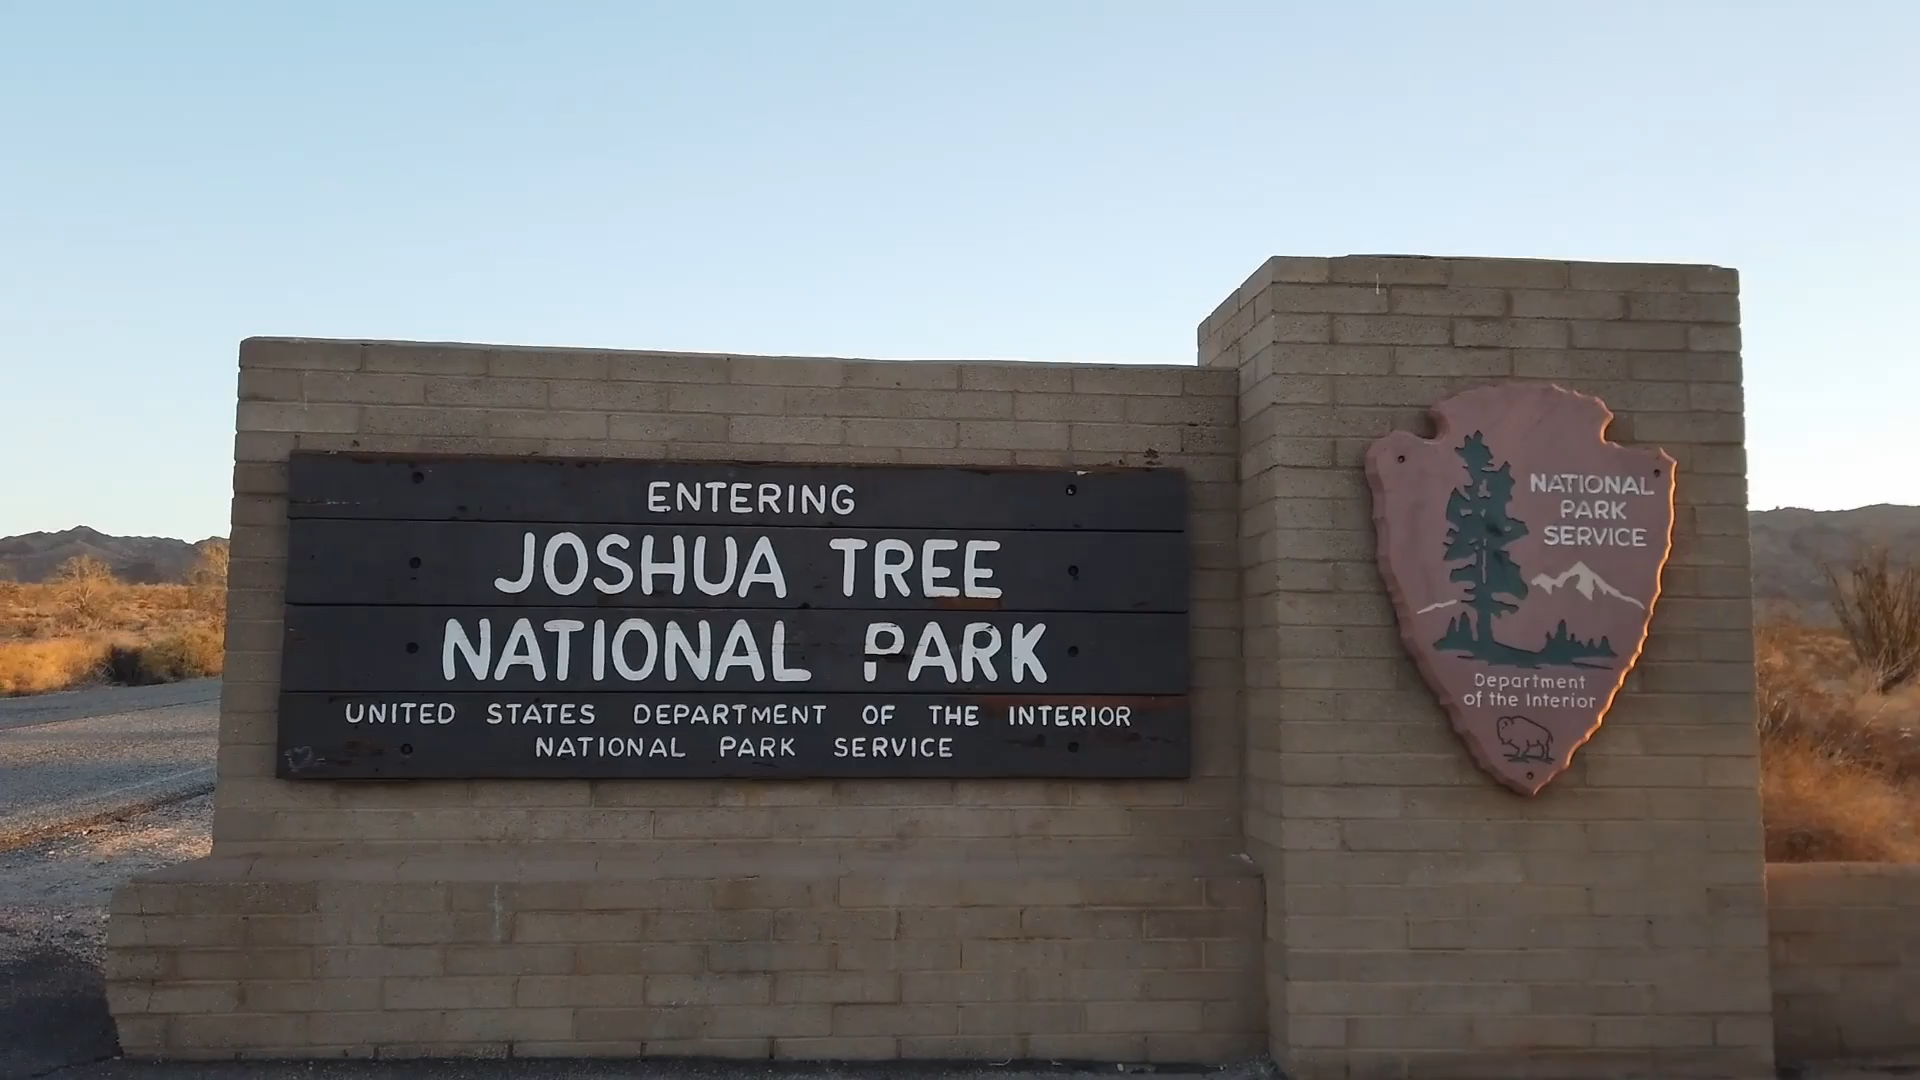 ENTERING
JOSHUA TREE
NATIONAL PARK
UNITED STATES DEPARTMENT OF THE INTERIOR
NATIONAL PARK SERVICE
NATIONAL
PARK
SERVICE
Department
of the Interior